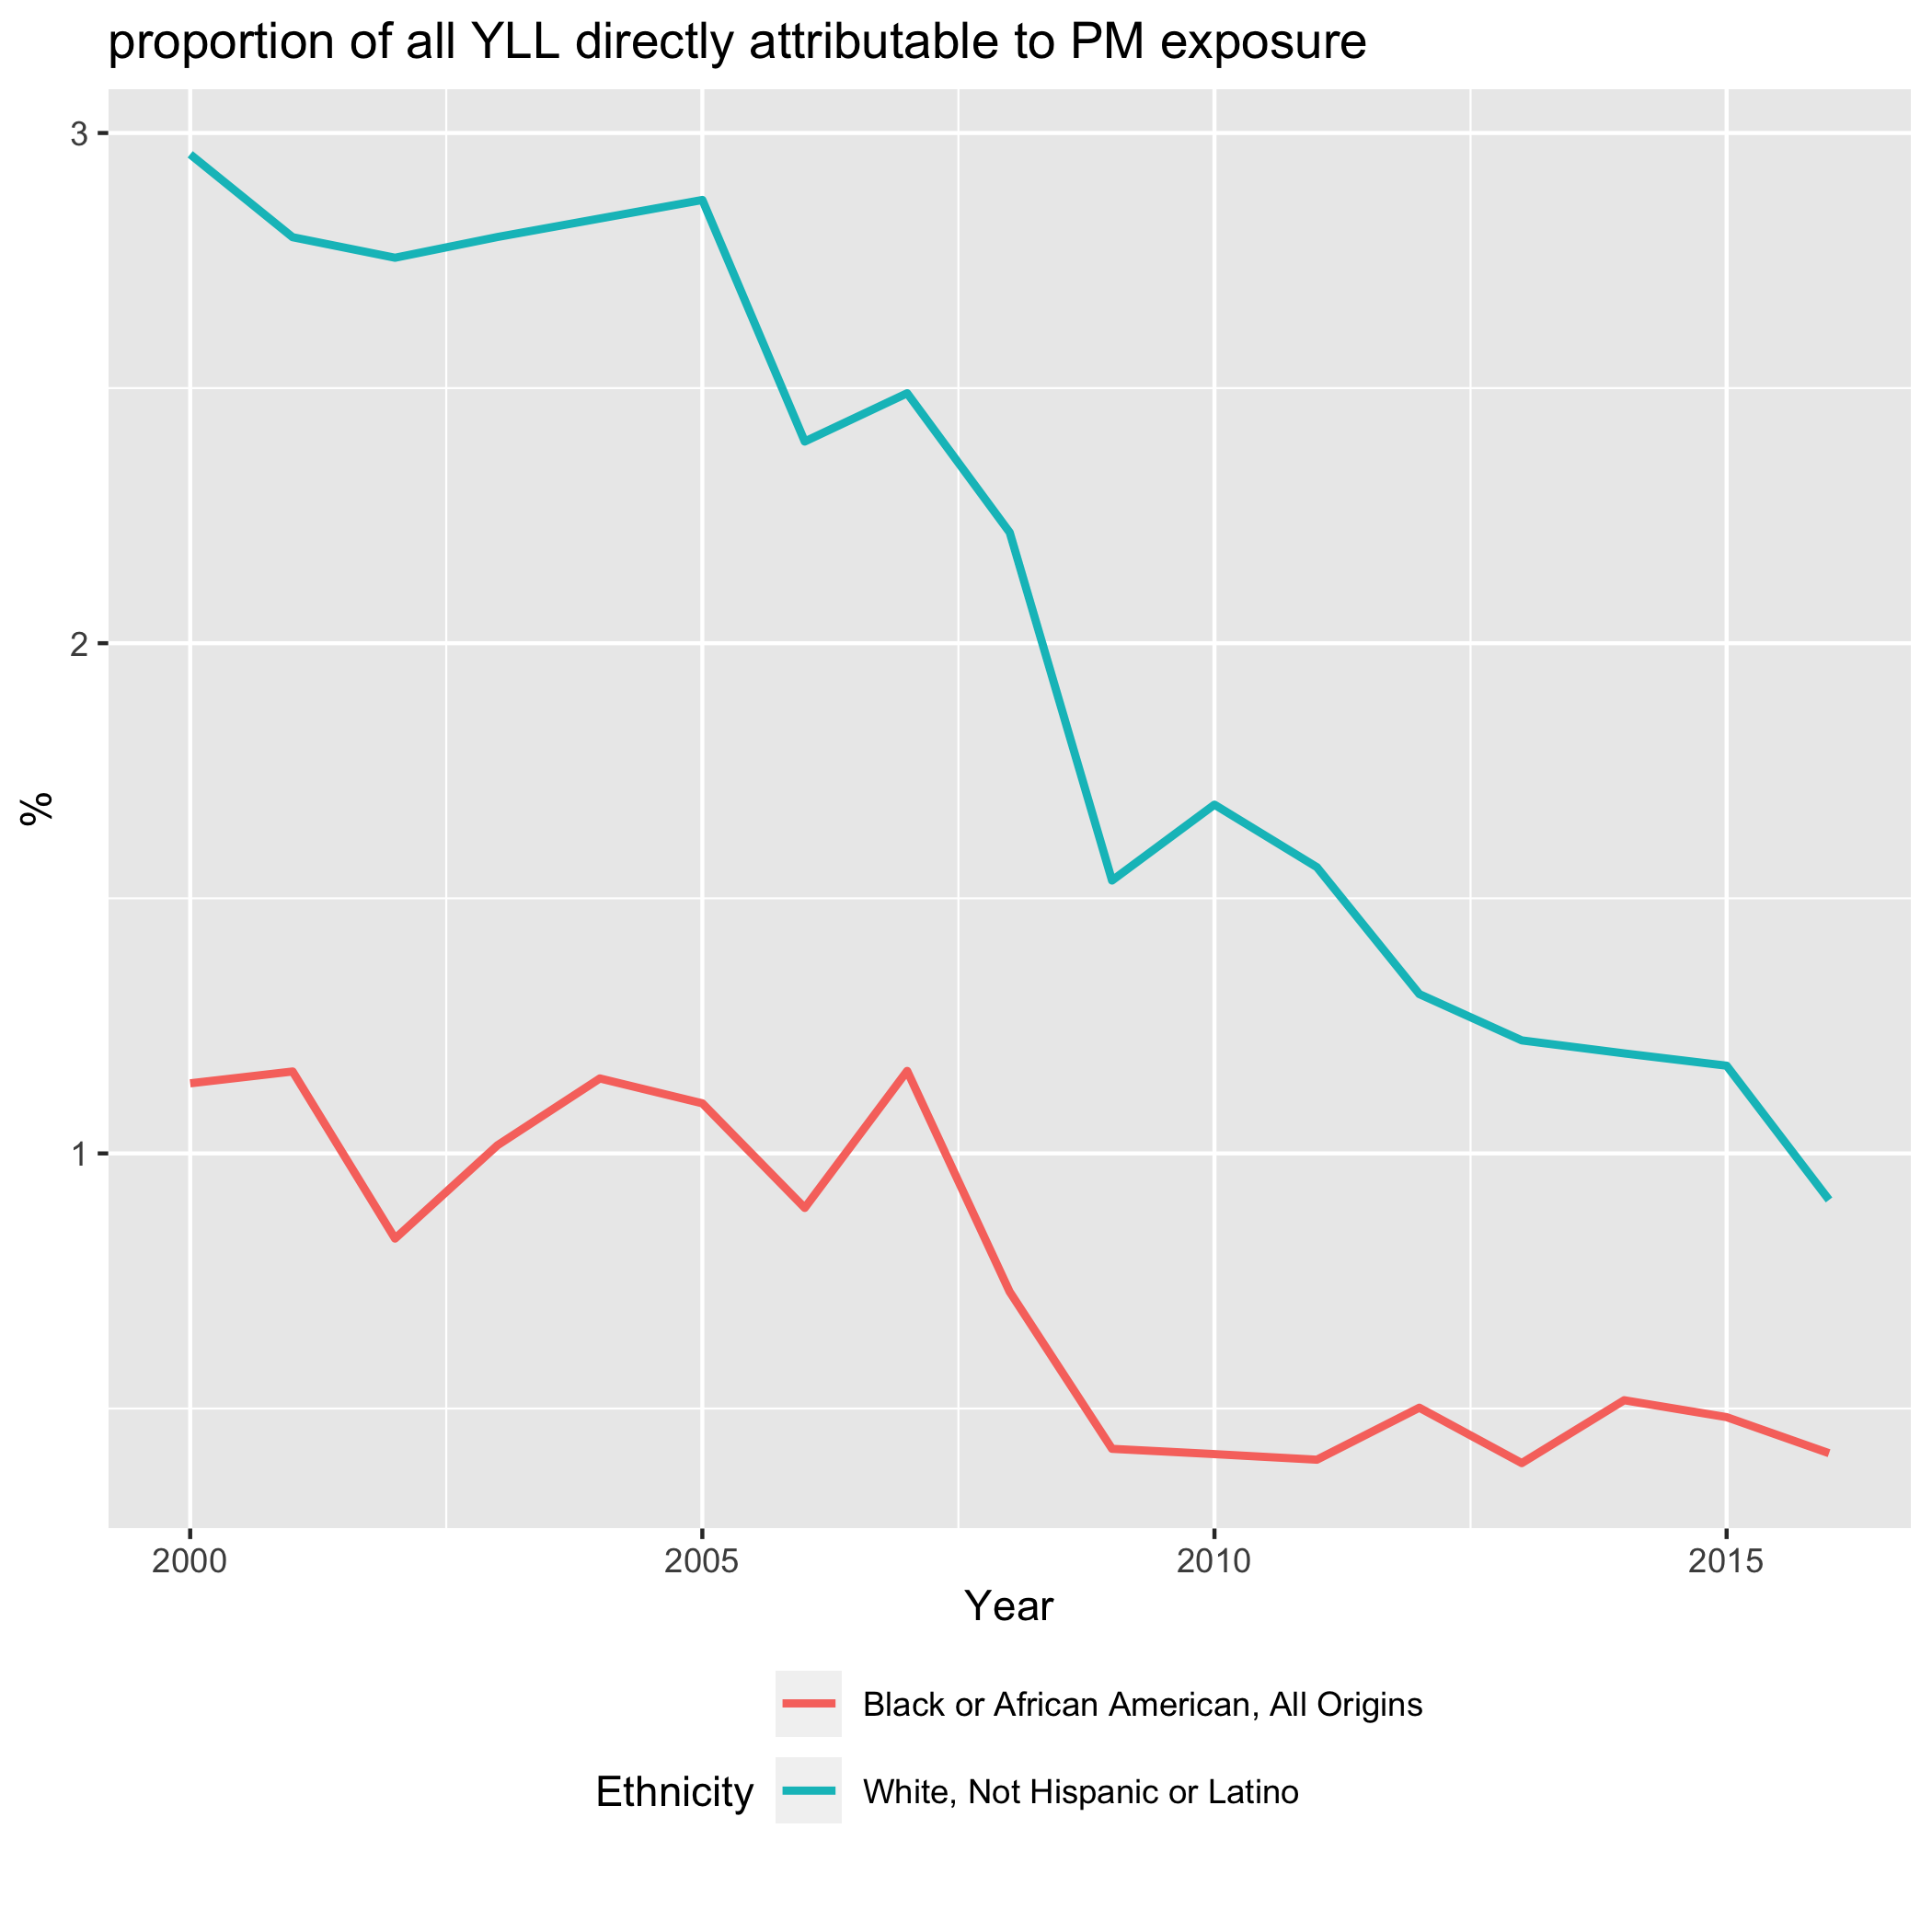 proportion of all YLL directly attributable to PM exposure
3
2
1
%
2000 2005 2010 2015
Year
Ethnicity
Black or African American, All Origins
White, Not Hispanic or Latino